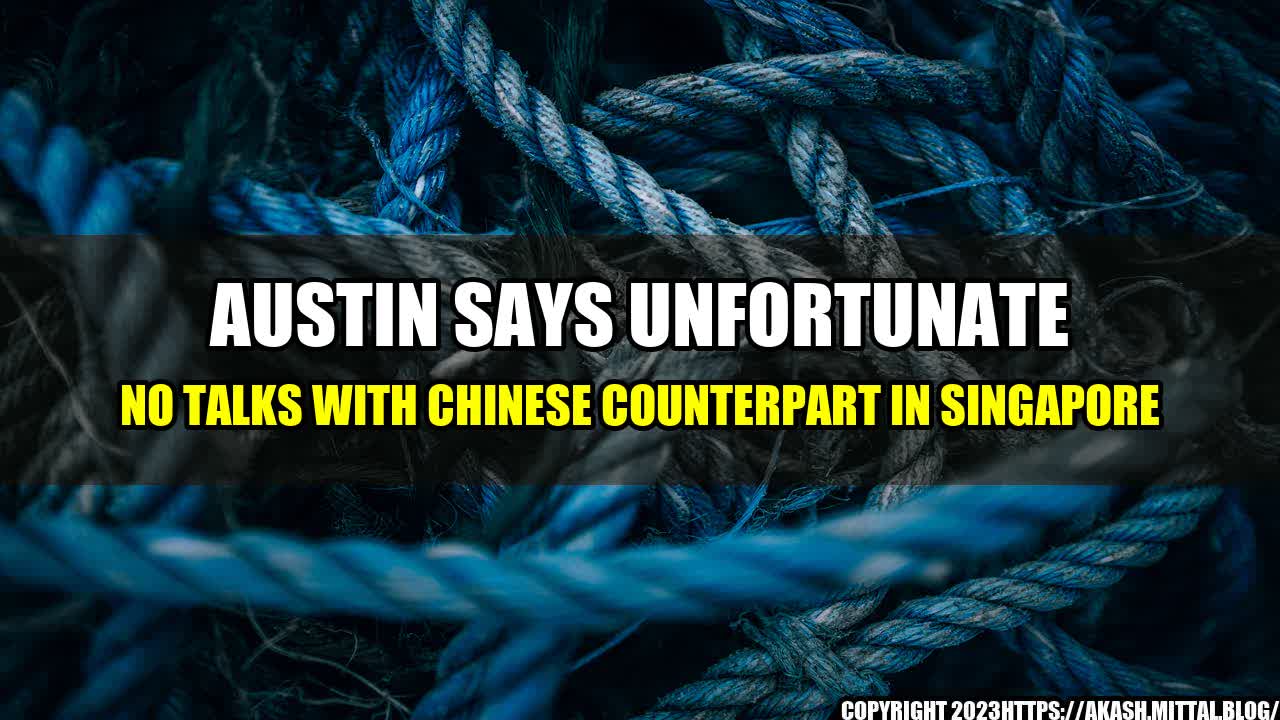 AUSTIN SAYS UNFORTUNATE
NO TALKS WITH CHINESE COUNTERPART IN SINGAPORE
COPYRIGHT 2023HTTPS://AKASH.MITTAL.BLOG/